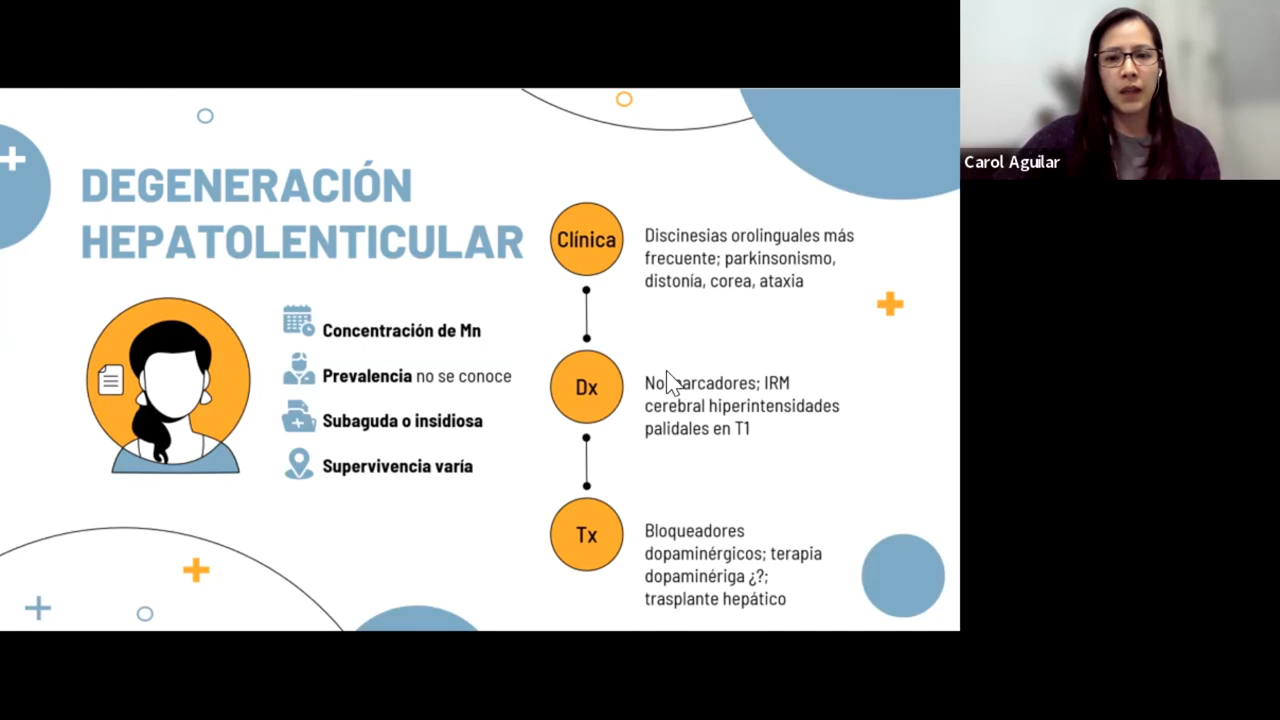 DEGENERACIÓN
HEPATOLENTICULAR
Concentración de Mn
Prevalencia no se conoce
Subaguda o insidiosa
Supervivencia varía
Clínica
Discinesias orolinguales más
frecuente; parkinsonismo,
distonía, corea, ataxia
Dx
No marcadores; IRM
cerebral hiperintensidades
palidales en T1
Tx
Bloqueadores
dopaminérgicos; terapia
dopaminériga ¿?;
trasplante hepático
Carol Aguilar